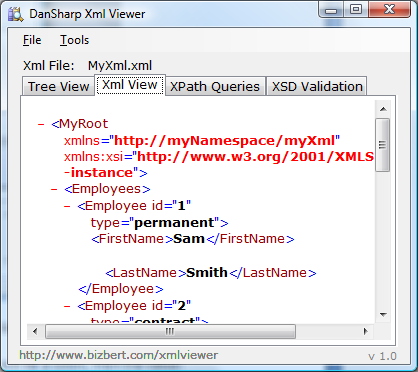 DanSharp Xml Viewer
File Tools
Xml File: MyXml.xml
Tree View Xml View XPath Queries XSD Validation
- <MyRoot
xmlns="http://myNamespace/myXml"
xmlns:xsi="http://www.w3.org/2001/XMLS
-instance">
- <Employees>
- <Employee id="1"
type="permanent">
<FirstName>Sam</FirstName>
<LastName>Smith</LastName>
</Employee>
- <Employee id="2"
type="contract">
http://www.bizbert.com/xmlviewer v 1.0